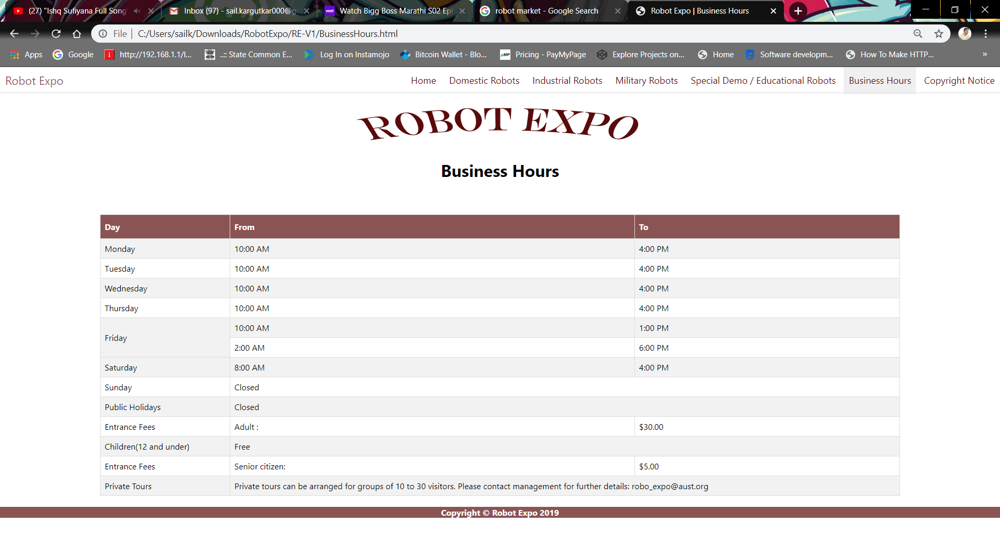 (27) "Ishq Sufiyana Full Song
Inbox (97) - sail.kargutkar000@g
voot
Watch Bigg Boss Marathi S02 Epi
robot market - Google Search
Robot Expo | Business Hours
File | C:/Users/sailk/Downloads/RobotExpo/RE-V1/BusinessHours.html
Apps
Google
http://192.168.1.1/l...
..:: State Common E...
Log In on Instamojo
Bitcoin Wallet - Blo...
Pricing - PayMyPage
Explore Projects on...
Home
Software developm...
How To Make HTTP...
»
Robot Expo
Home
Domestic Robots
Industrial Robots
Military Robots
Special Demo / Educational Robots
Business Hours
Copyright Notice
ROBOT EXPO
Business Hours
Day From To
Monday 10:00 AM 4:00 PM
Tuesday 10:00 AM 4:00 PM
Wednesday 10:00 AM 4:00 PM
Thursday 10:00 AM 4:00 PM
Friday 10:00 AM 1:00 PM
2:00 AM 6:00 PM
Saturday 8:00 AM 4:00 PM
Sunday Closed
Public Holidays Closed
Entrance Fees Adult : $30.00
Children(12 and under) Free
Entrance Fees Senior citizen: $5.00
Private Tours Private tours can be arranged for groups of 10 to 30 visitors. Please contact management for further details: robo_expo@aust.org
Copyright © Robot Expo 2019